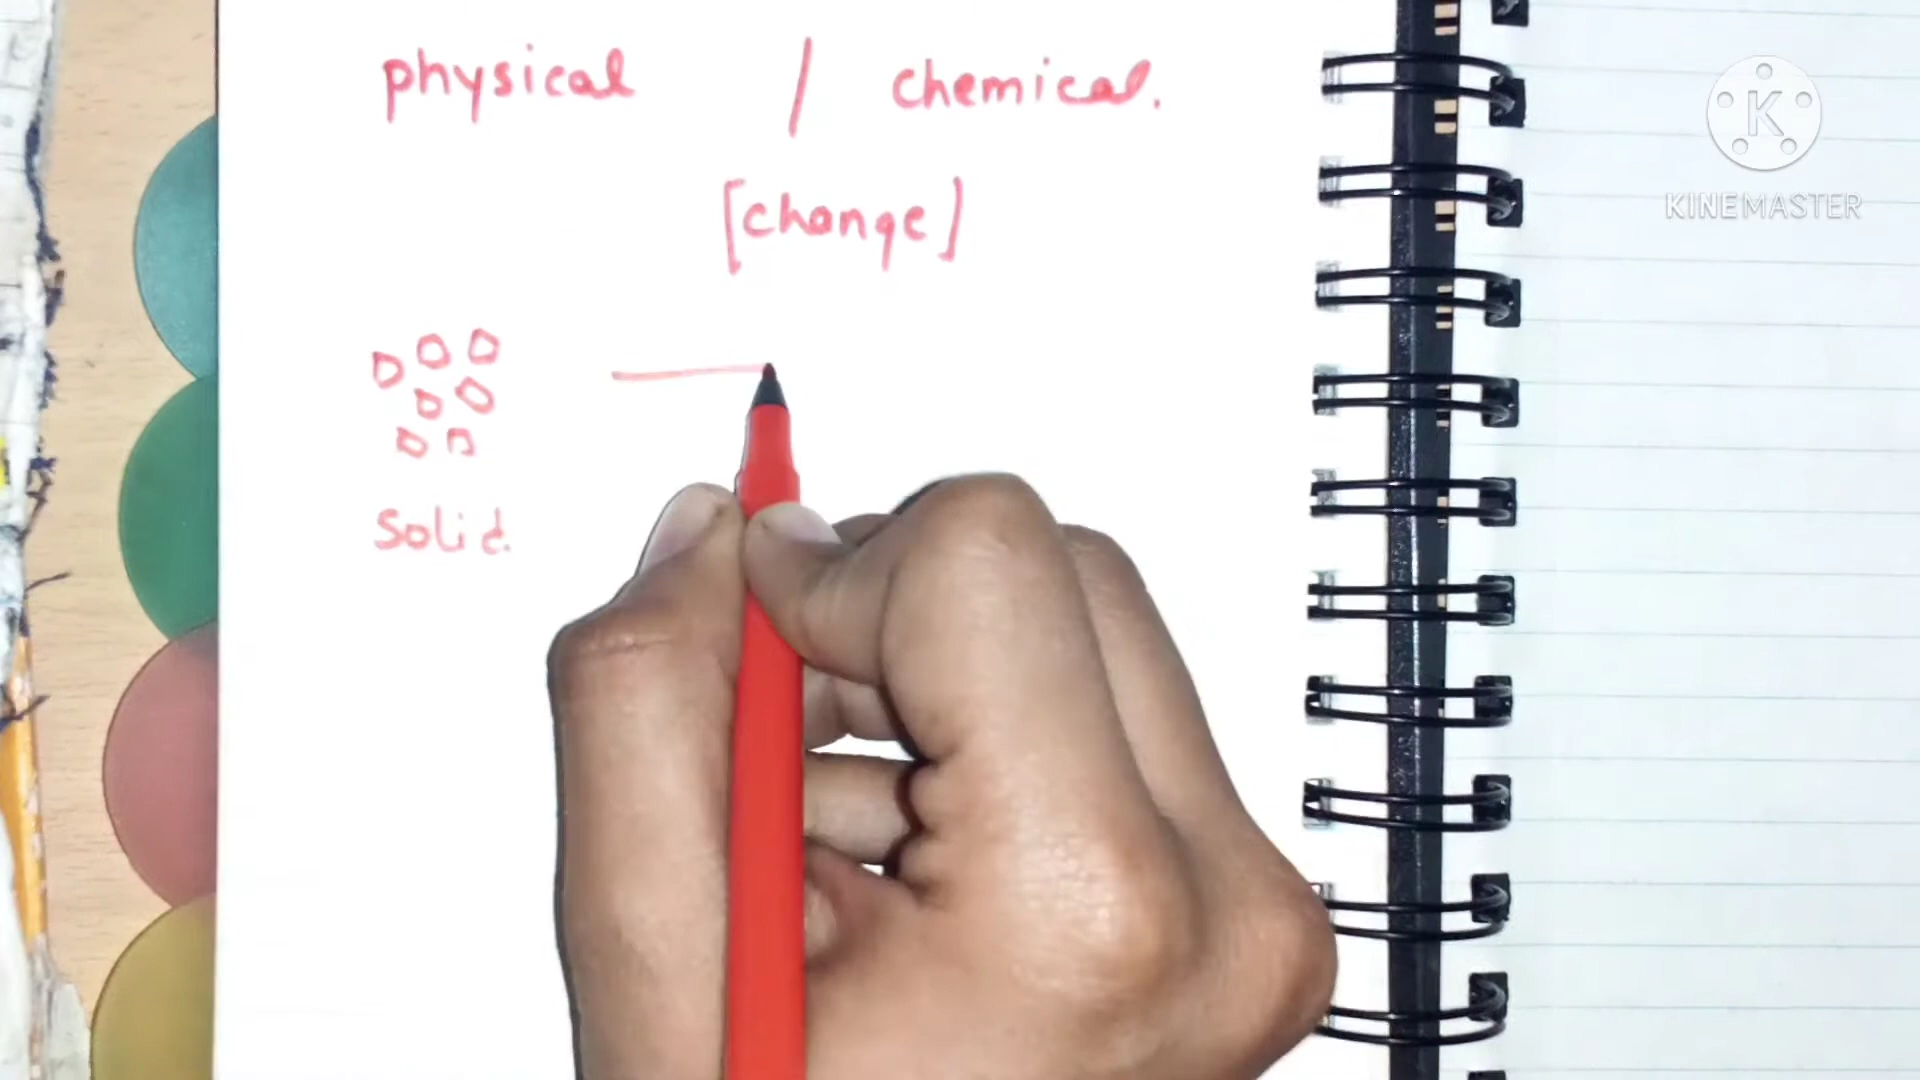 physical / chemical.
[change]
solid.
K
KINEMASTER